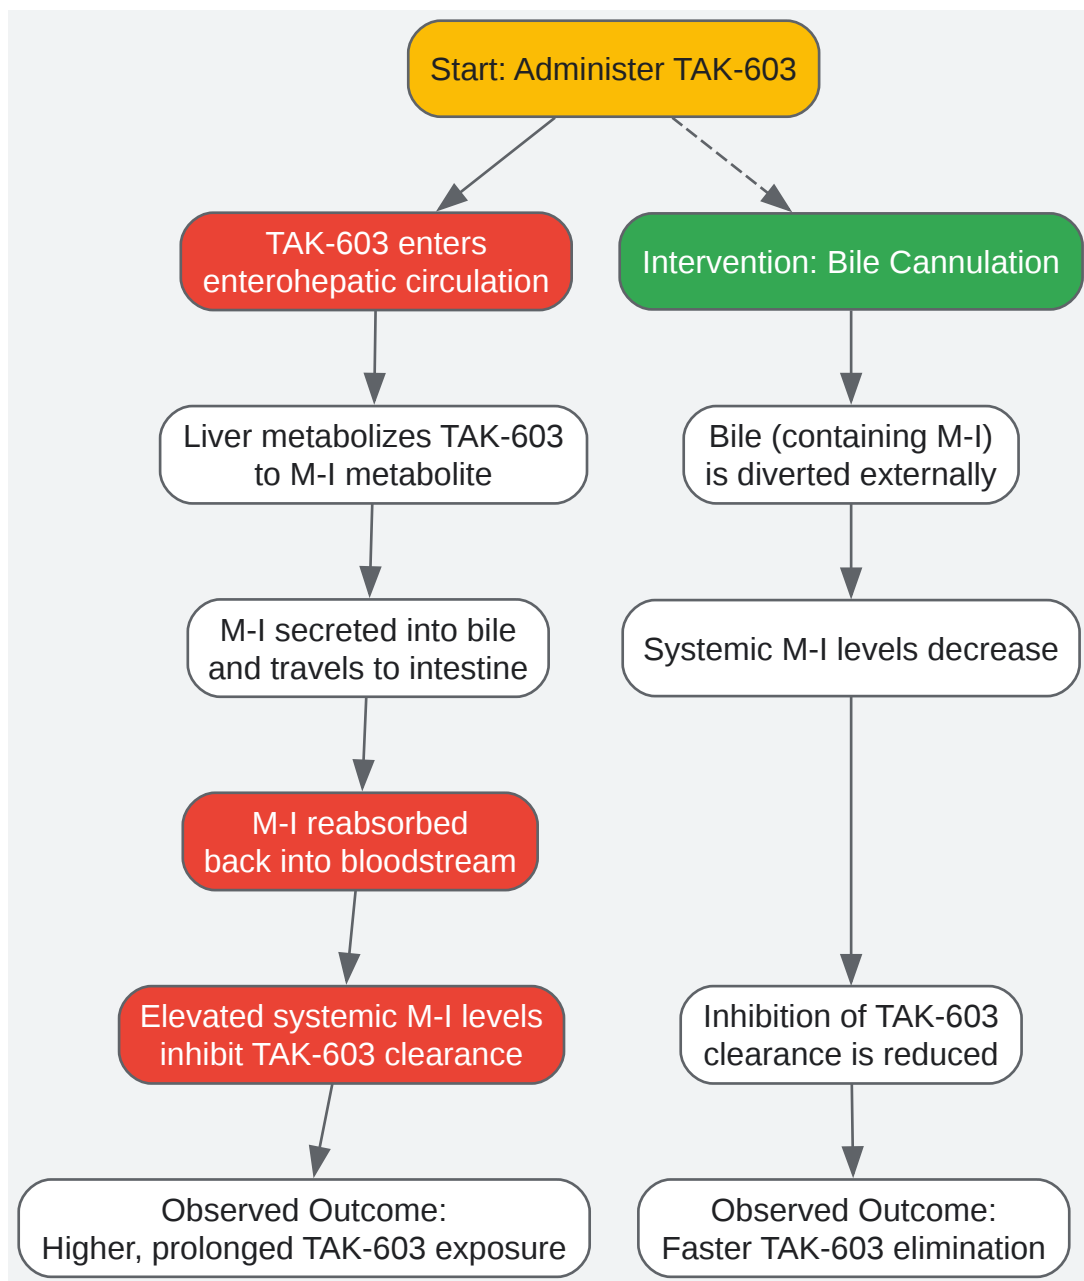 Start: Administer TAK-603
TAK-603 enters
enterohepatic circulation
Intervention: Bile Cannulation
Liver metabolizes TAK-603
to M-I metabolite
Bile (containing M-I)
is diverted externally
M-I secreted into bile
and travels to intestine
Systemic M-I levels decrease
M-I reabsorbed
back into bloodstream
Elevated systemic M-I levels
inhibit TAK-603 clearance
Inhibition of TAK-603
clearance is reduced
Observed Outcome:
Higher, prolonged TAK-603 exposure
Observed Outcome:
Faster TAK-603 elimination